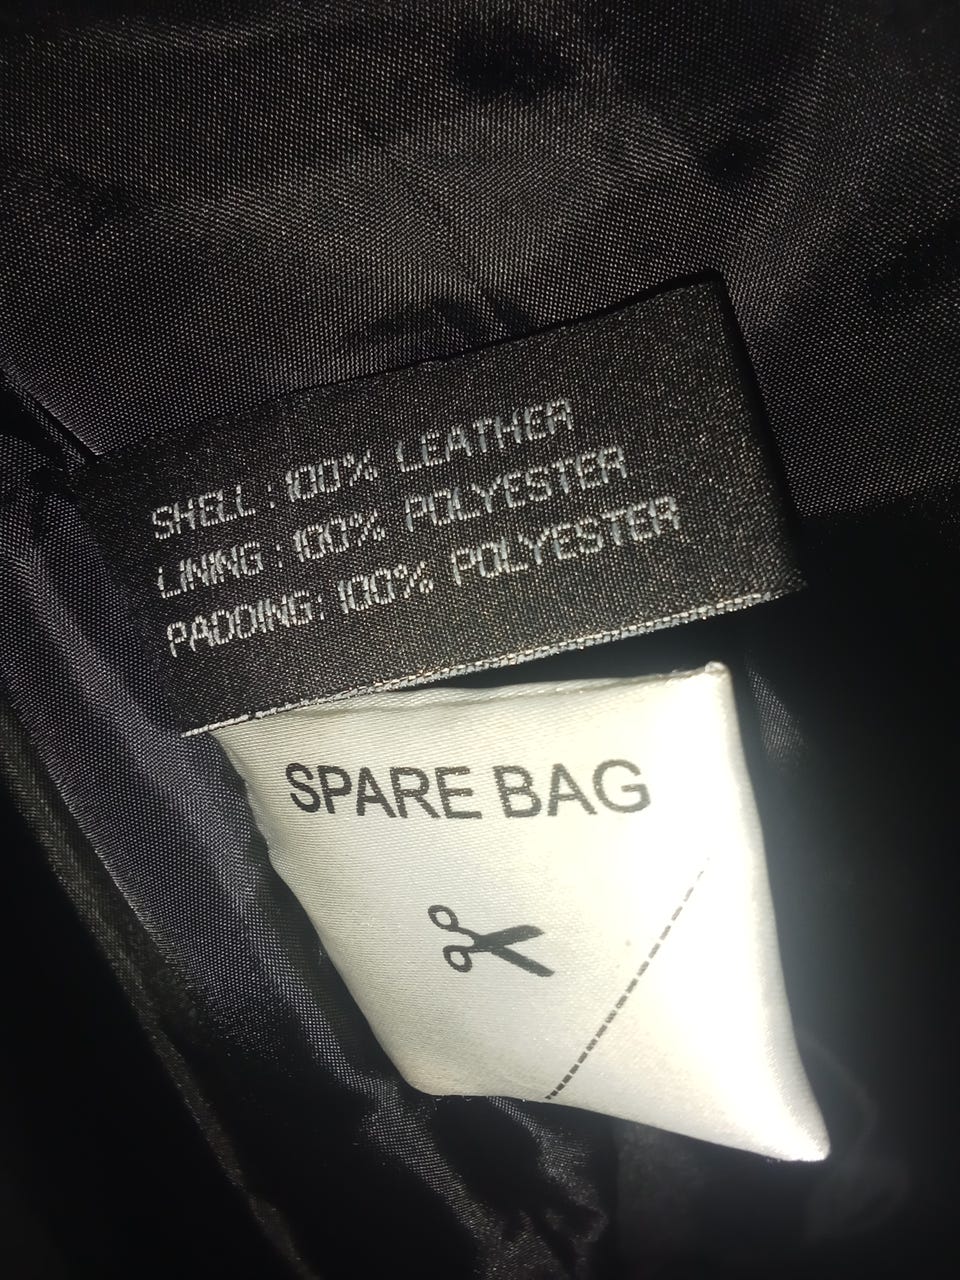 SHELL : 100% LEATHER
LINING : 100% POLYESTER
PADDING: 100% POLYESTER
SPARE BAG